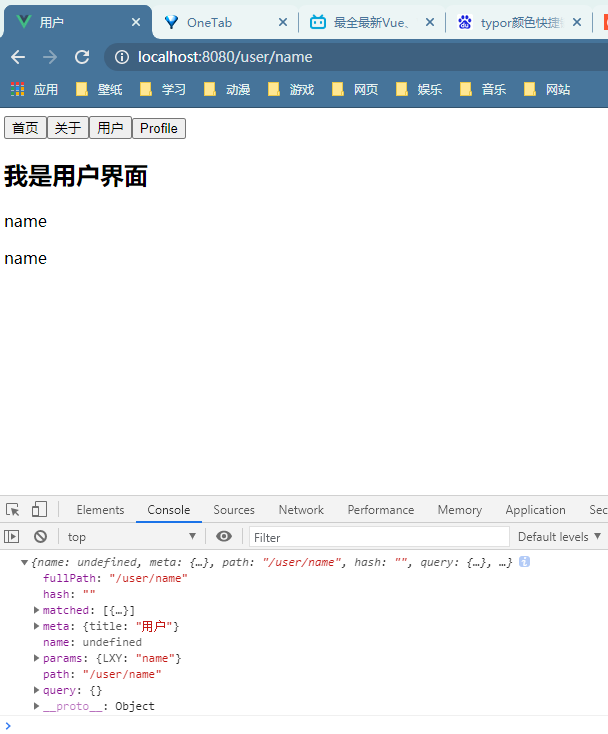 用户 OneTab 最全最新Vue、 typor颜色快捷
localhost:8080/user/name
应用 壁纸 学习 动漫 游戏 网页 娱乐 音乐 网站
首页 关于 用户 Profile
我是用户界面
name
name
Elements Console Sources Network Performance Memory Application Sec
top Filter Default levels
{name: undefined, meta: {…}, path: "/user/name", hash: "", query: {…}, …}
fullPath: "/user/name"
hash: ""
matched: [{…}]
meta: {title: "用户"}
name: undefined
params: {LXY: "name"}
path: "/user/name"
query: {}
__proto__: Object